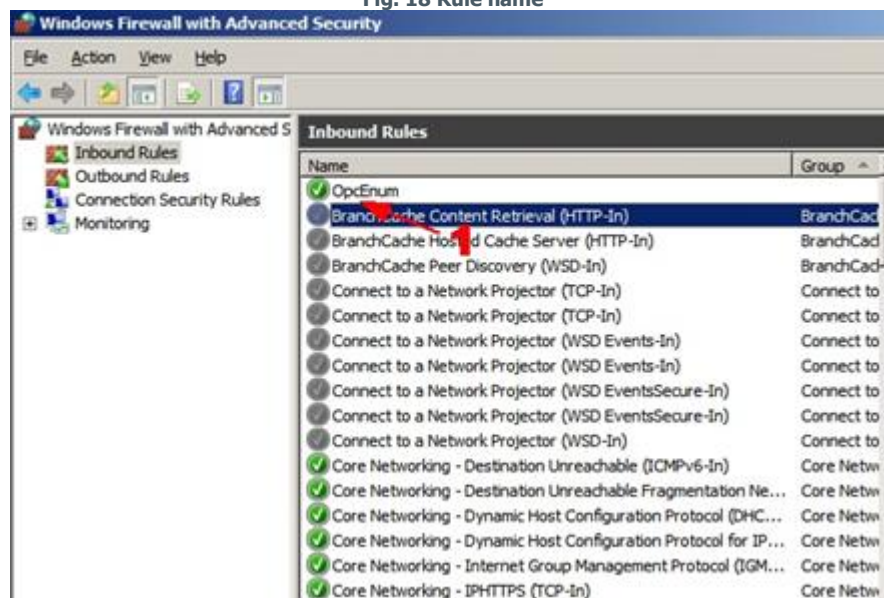 Fig. 18 Rule name
Windows Firewall with Advanced Security
File Action View Help
Windows Firewall with Advanced S
Inbound Rules
Outbound Rules
Connection Security Rules
Monitoring
Inbound Rules
Name Group
OpcEnum
1
BranchCache Content Retrieval (HTTP-In) BranchCach
BranchCache Hosted Cache Server (HTTP-In) BranchCach
BranchCache Peer Discovery (WSD-In) BranchCach
Connect to a Network Projector (TCP-In) Connect to
Connect to a Network Projector (TCP-In) Connect to
Connect to a Network Projector (WSD Events-In) Connect to
Connect to a Network Projector (WSD Events-In) Connect to
Connect to a Network Projector (WSD EventsSecure-In) Connect to
Connect to a Network Projector (WSD EventsSecure-In) Connect to
Connect to a Network Projector (WSD-In) Connect to
Core Networking - Destination Unreachable (ICMPv6-In) Core Netw
Core Networking - Destination Unreachable Fragmentation Ne... Core Netw
Core Networking - Dynamic Host Configuration Protocol (DHC... Core Netw
Core Networking - Dynamic Host Configuration Protocol for IP... Core Netw
Core Networking - Internet Group Management Protocol (IGM... Core Netw
Core Networking - IPHTTPS (TCP-In) Core Netw